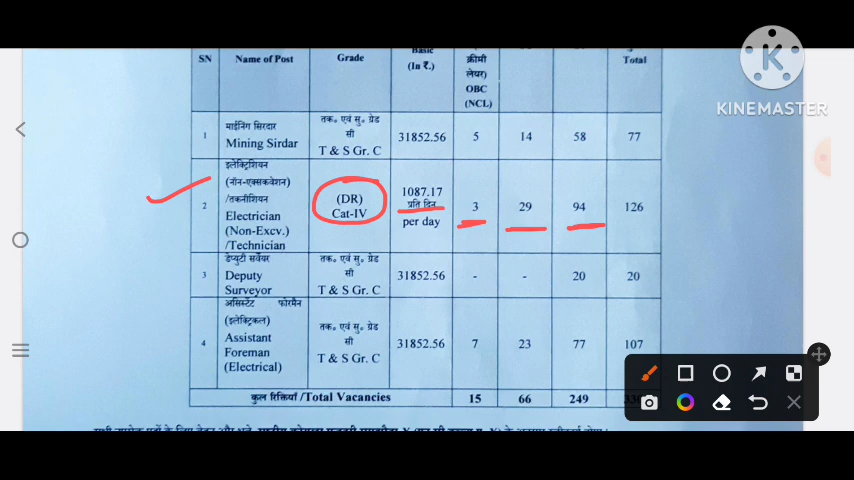 KINEMASTER
SN
Name of Post
Grade
Basic
(In ₹.)
क्रीमी
लेयर)
OBC
(NCL)
Total
1
माईनिंग सिरदार
Mining Sirdar
तक० एवं सु० ग्रेड
सी
T & S Gr. C
31852.56
5
14
58
77
2
इलेक्ट्रिशियन
(नॉन-एक्सकवेशन)
/तकनीशियन
Electrician
(Non-Excv.)
/Technician
(DR)
Cat-IV
1087.17
प्रति दिन
per day
3
29
94
126
3
डेप्युटी सर्वेयर
Deputy
Surveyor
तक० एवं सु० ग्रेड
सी
T & S Gr. C
31852.56
-
-
20
20
4
असिस्टेंट फोरमैन
(इलेक्ट्रिकल)
Assistant
Foreman
(Electrical)
तक० एवं सु० ग्रेड
सी
T & S Gr. C
31852.56
7
23
77
107
कुल रिक्तियाँ /Total Vacancies
15
66
249